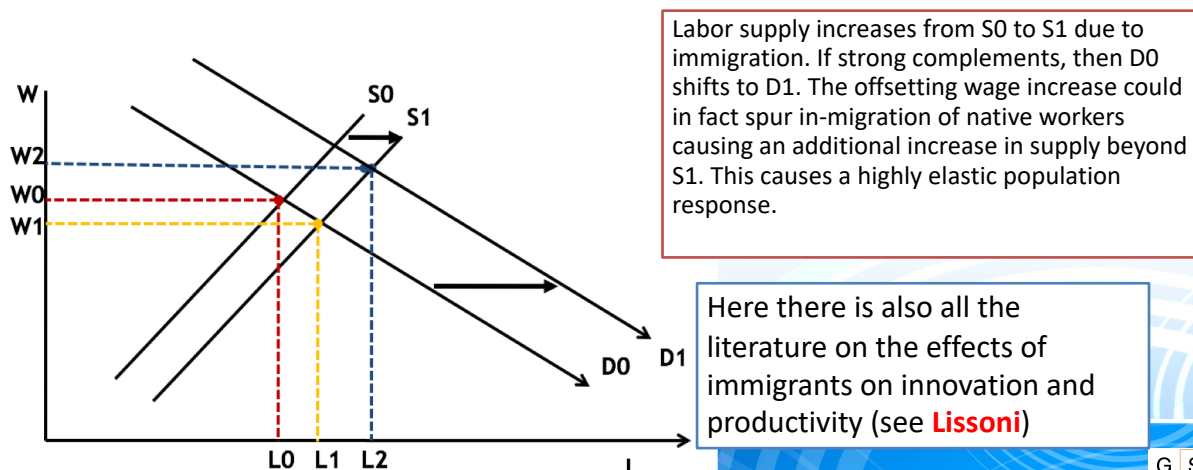 Labor supply increases from S0 to S1 due to
immigration. If strong complements, then D0
shifts to D1. The offsetting wage increase could
in fact spur in-migration of native workers
causing an additional increase in supply beyond
S1. This causes a highly elastic population
response.
W
S0
S1
W2
W0
W1
D1
D0
L0 L1 L2
Here there is also all the
literature on the effects of
immigrants on innovation and
productivity (see Lissoni)
G